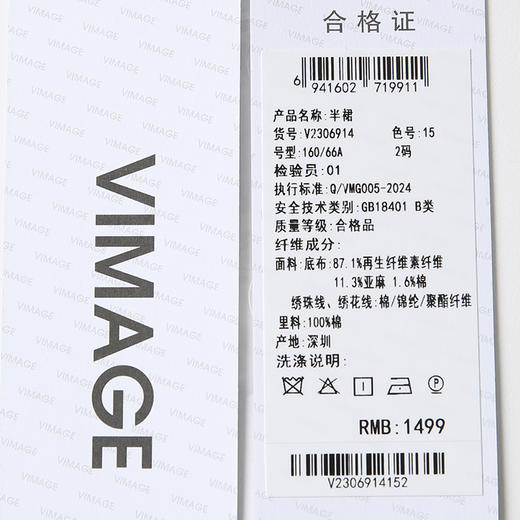 VIMAGE
合格证
6 941602 719911
产品名称:半裙
货号:V2306914 色号:15
号型:160/66A 2码
检验员:01
执行标准:Q/VMG005-2024
安全技术类别:GB18401 B类
质量等级:合格品
纤维成分:
面料:底布:87.1%再生纤维素纤维
11.3%亚麻 1.6%棉
绣珠线、绣花线:棉/锦纶/聚酯纤维
里料:100%棉
产地:深圳
洗涤说明:
P
RMB:1499
V2306914152